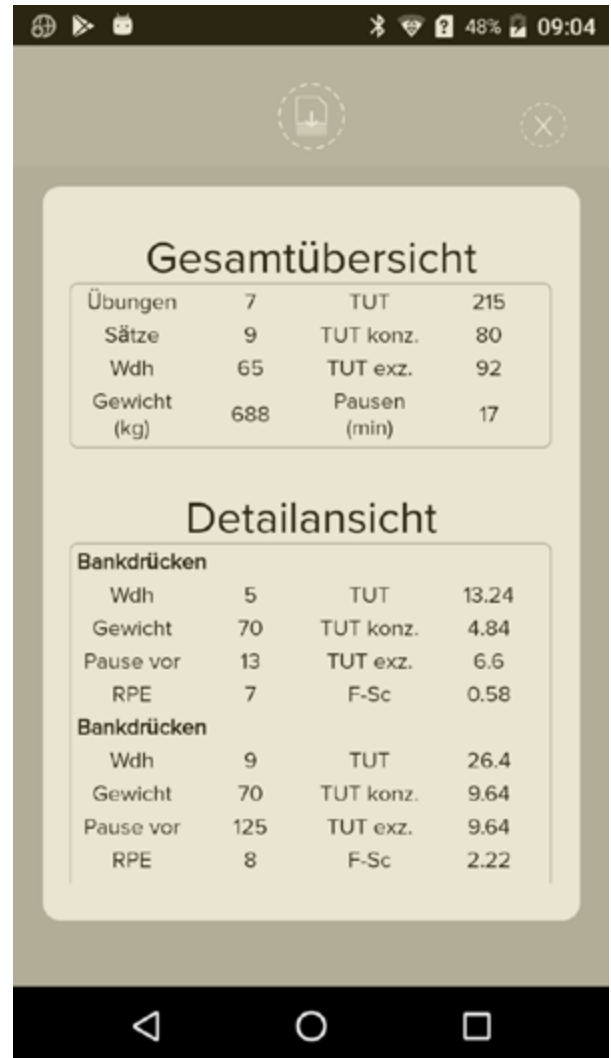 48% 09:04
Gesamtübersicht
Übungen 7 TUT 215
Sätze 9 TUT konz. 80
Wdh 65 TUT exz. 92
Gewicht (kg) 688 Pausen (min) 17
Detailansicht
Bankdrücken
Wdh 5 TUT 13.24
Gewicht 70 TUT konz. 4.84
Pause vor 13 TUT exz. 6.6
RPE 7 F-Sc 0.58
Bankdrücken
Wdh 9 TUT 26.4
Gewicht 70 TUT konz. 9.64
Pause vor 125 TUT exz. 9.64
RPE 8 F-Sc 2.22